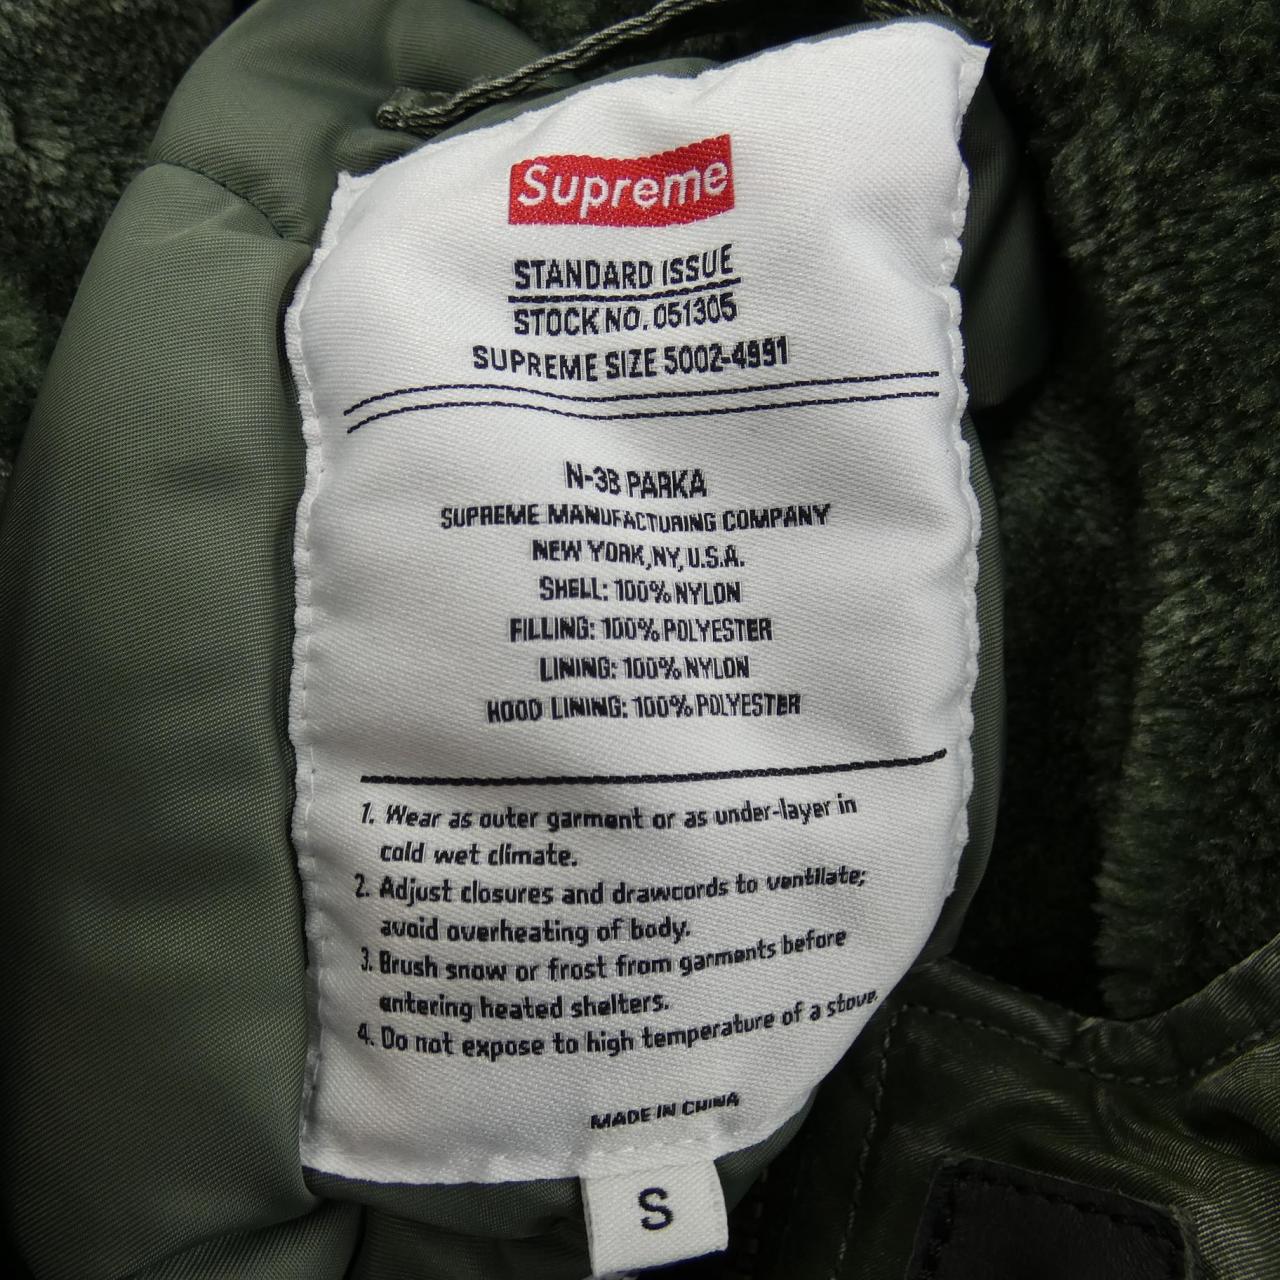 Supreme
STANDARD ISSUE
STOCK NO. 051305
SUPREME SIZE 5002-4991
N-3B PARKA
SUPREME MANUFACTURING COMPANY
NEW YORK, NY, U.S.A.
SHELL: 100% NYLON
FILLING: 100% POLYESTER
LINING: 100% NYLON
HOOD LINING: 100% POLYESTER
1. Wear as outer garment or as under-layer in
cold wet climate.
2. Adjust closures and drawcords to ventilate;
avoid overheating of body.
3. Brush snow or frost from garments before
entering heated shelters.
4. Do not expose to high temperature of a stove.
MADE IN CHINA
S